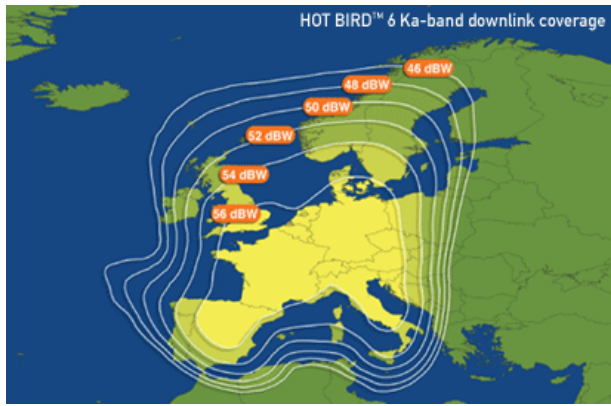 HOT BIRD™ 6 Ka-band downlink coverage
46 dBW
48 dBW
50 dBW
52 dBW
54 dBW
56 dBW